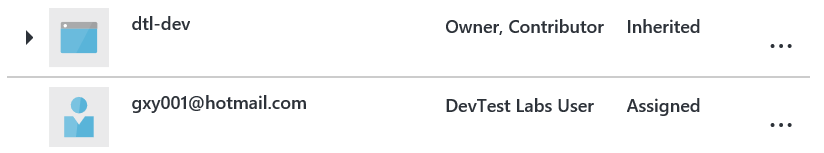 dtl-dev Owner, Contributor Inherited ...
gxy001@hotmail.com DevTest Labs User Assigned ...